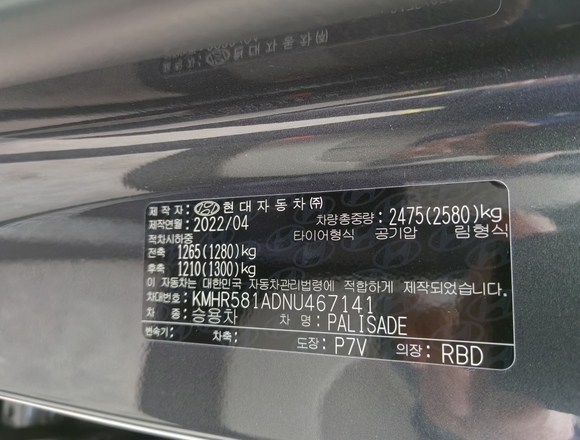 제작자: 현대자동차㈜
제작연월: 2022/04 차량총중량: 2475(2580)kg
적차시하중 타이어형식 공기압 림형식
전축 1265(1280)kg
후축 1210(1300)kg
이 자동차는 대한민국 자동차관리법령에 적합하게 제작되었습니다.
차대번호: KMHR581ADNU467141
차종: 승용차 차명: PALISADE
변속기: 차축: 도장: P7V 의장: RBD